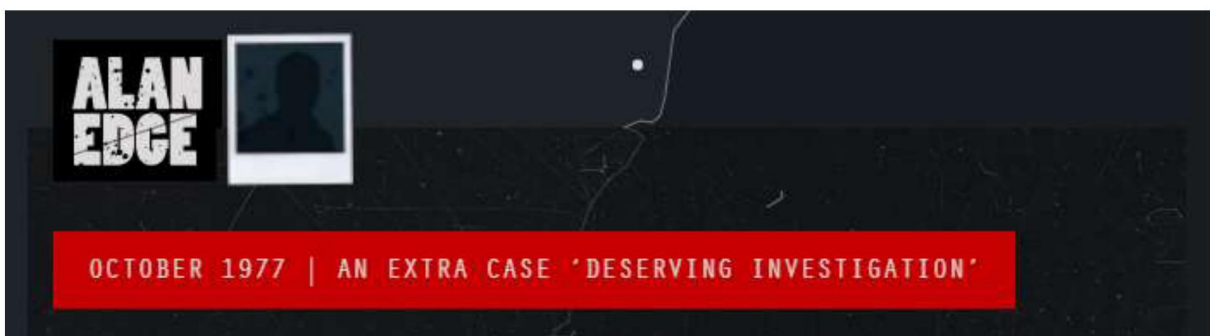 ALAN
EDGE
OCTOBER 1977 | AN EXTRA CASE 'DESERVING INVESTIGATION'